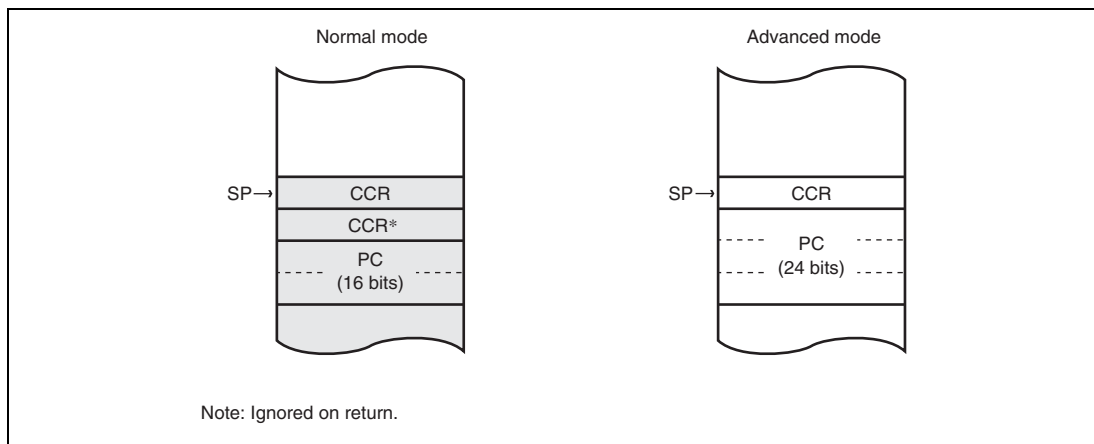 Normal mode
SP→
CCR
CCR*
PC
(16 bits)
Advanced mode
SP→
CCR
PC
(24 bits)
Note: Ignored on return.